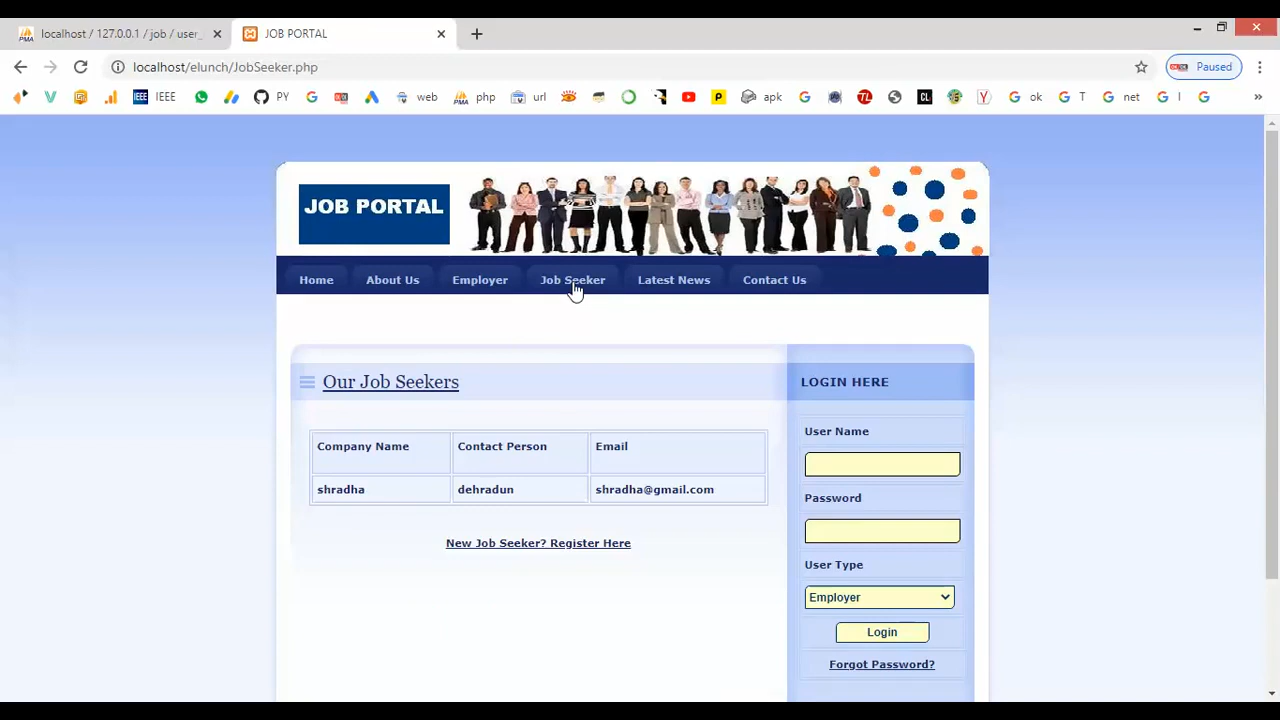 localhost / 127.0.0.1 / job / user_
JOB PORTAL
localhost/elunch/JobSeeker.php
Paused
IEEE
PY
web
php
url
apk
ok
T
net
I
JOB PORTAL
Home
About Us
Employer
Job Seeker
Latest News
Contact Us
Our Job Seekers
LOGIN HERE
Company Name
Contact Person
Email
shradha
dehradun
shradha@gmail.com
New Job Seeker? Register Here
User Name
Password
User Type
Employer
Login
Forgot Password?